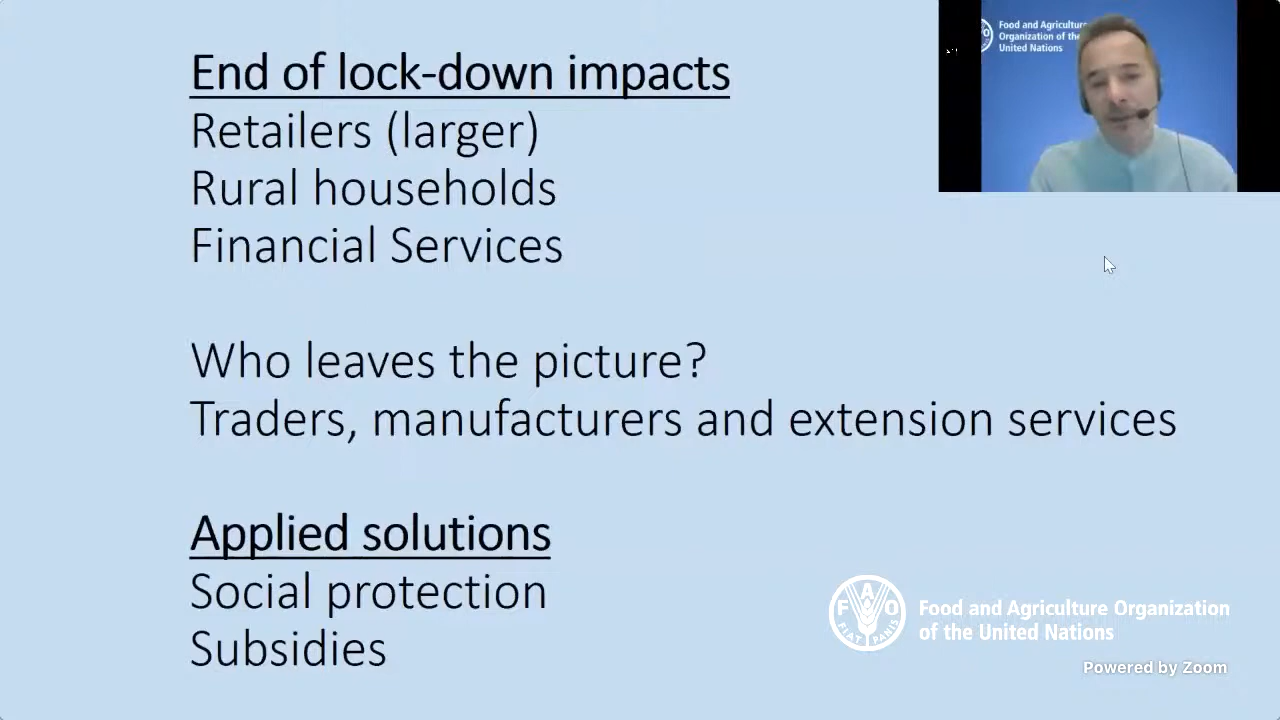 End of lock-down impacts
Retailers (larger)
Rural households
Financial Services
Who leaves the picture?
Traders, manufacturers and extension services
Applied solutions
Social protection
Subsidies
Food and Agriculture
Organization of the
United Nations
F A O
FIAT PANIS
Food and Agriculture Organization
of the United Nations
Powered by Zoom